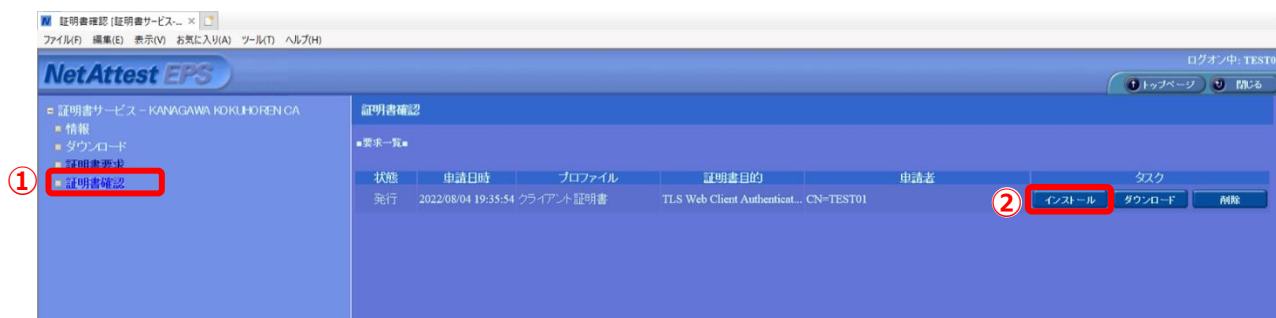 証明書確認 [証明書サービス-...
ファイル(F) 編集(E) 表示(V) お気に入り(A) ツール(T) ヘルプ(H)
ログオン中: TEST0
NetAttest EPS
トップページ 閉じる
証明書サービス – KANAGAWA KOKUHOREN CA
情報
ダウンロード
証明書要求
① 証明書確認
証明書確認
■要求一覧■
状態 申請日時 プロファイル 証明書目的 申請者 タスク
発行 2022/08/04 19:35:54 クライアント証明書 TLS Web Client Authenticat... CN=TEST01 ② インストール ダウンロード 削除